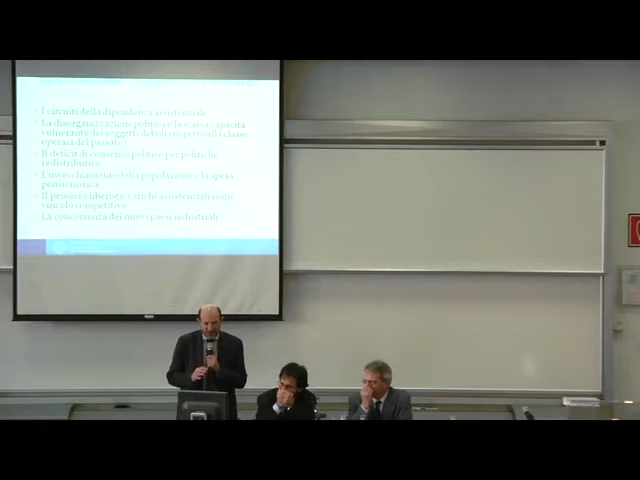 I circuiti della dipendenza assistenziale
La disorganizzazione politica e la scarsa capacità
vulnerante dei soggetti deboli rispetto alla classe
operaia del passato
Il deficit di consenso politico per politiche
redistributive
L'invecchiamento della popolazione e la spesa
pensionistica
Il pensiero liberista: carichi assistenziali come
vincolo competitivo
La concorrenza dei nuovi paesi industriali